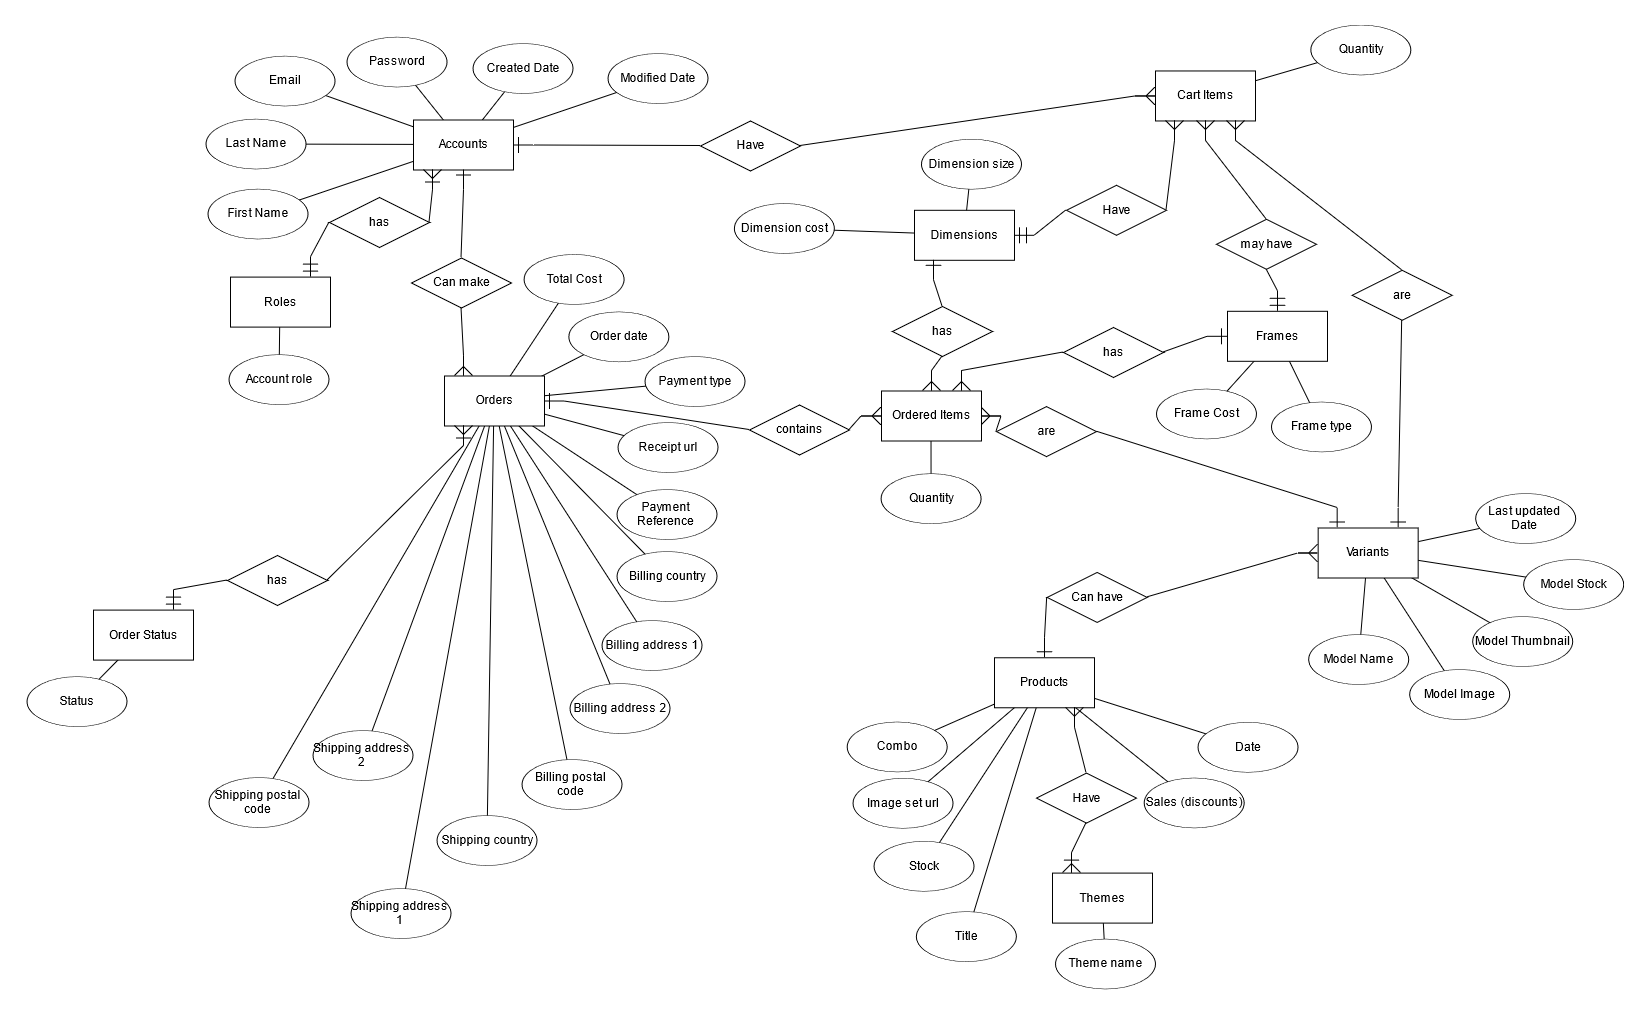 Quantity
Password
Created Date
Modified Date
Email
Cart Items
Last Name
Accounts
Have
Dimension size
First Name
has
Dimension cost
Dimensions
Have
may have
Can make
Total Cost
are
Roles
Order date
has
Frames
has
Account role
Payment type
Orders
Ordered Items
Frame Cost
Frame type
contains
are
Receipt url
Quantity
Payment
Reference
Last updated
Date
Variants
has
Billing country
Model Stock
Can have
Order Status
Billing address 1
Model Thumbnail
Model Name
Products
Model Image
Status
Billing address 2
Shipping address
2
Combo
Date
Billing postal
code
Shipping postal
code
Image set url
Have
Sales (discounts)
Shipping country
Stock
Themes
Shipping address
1
Title
Theme name